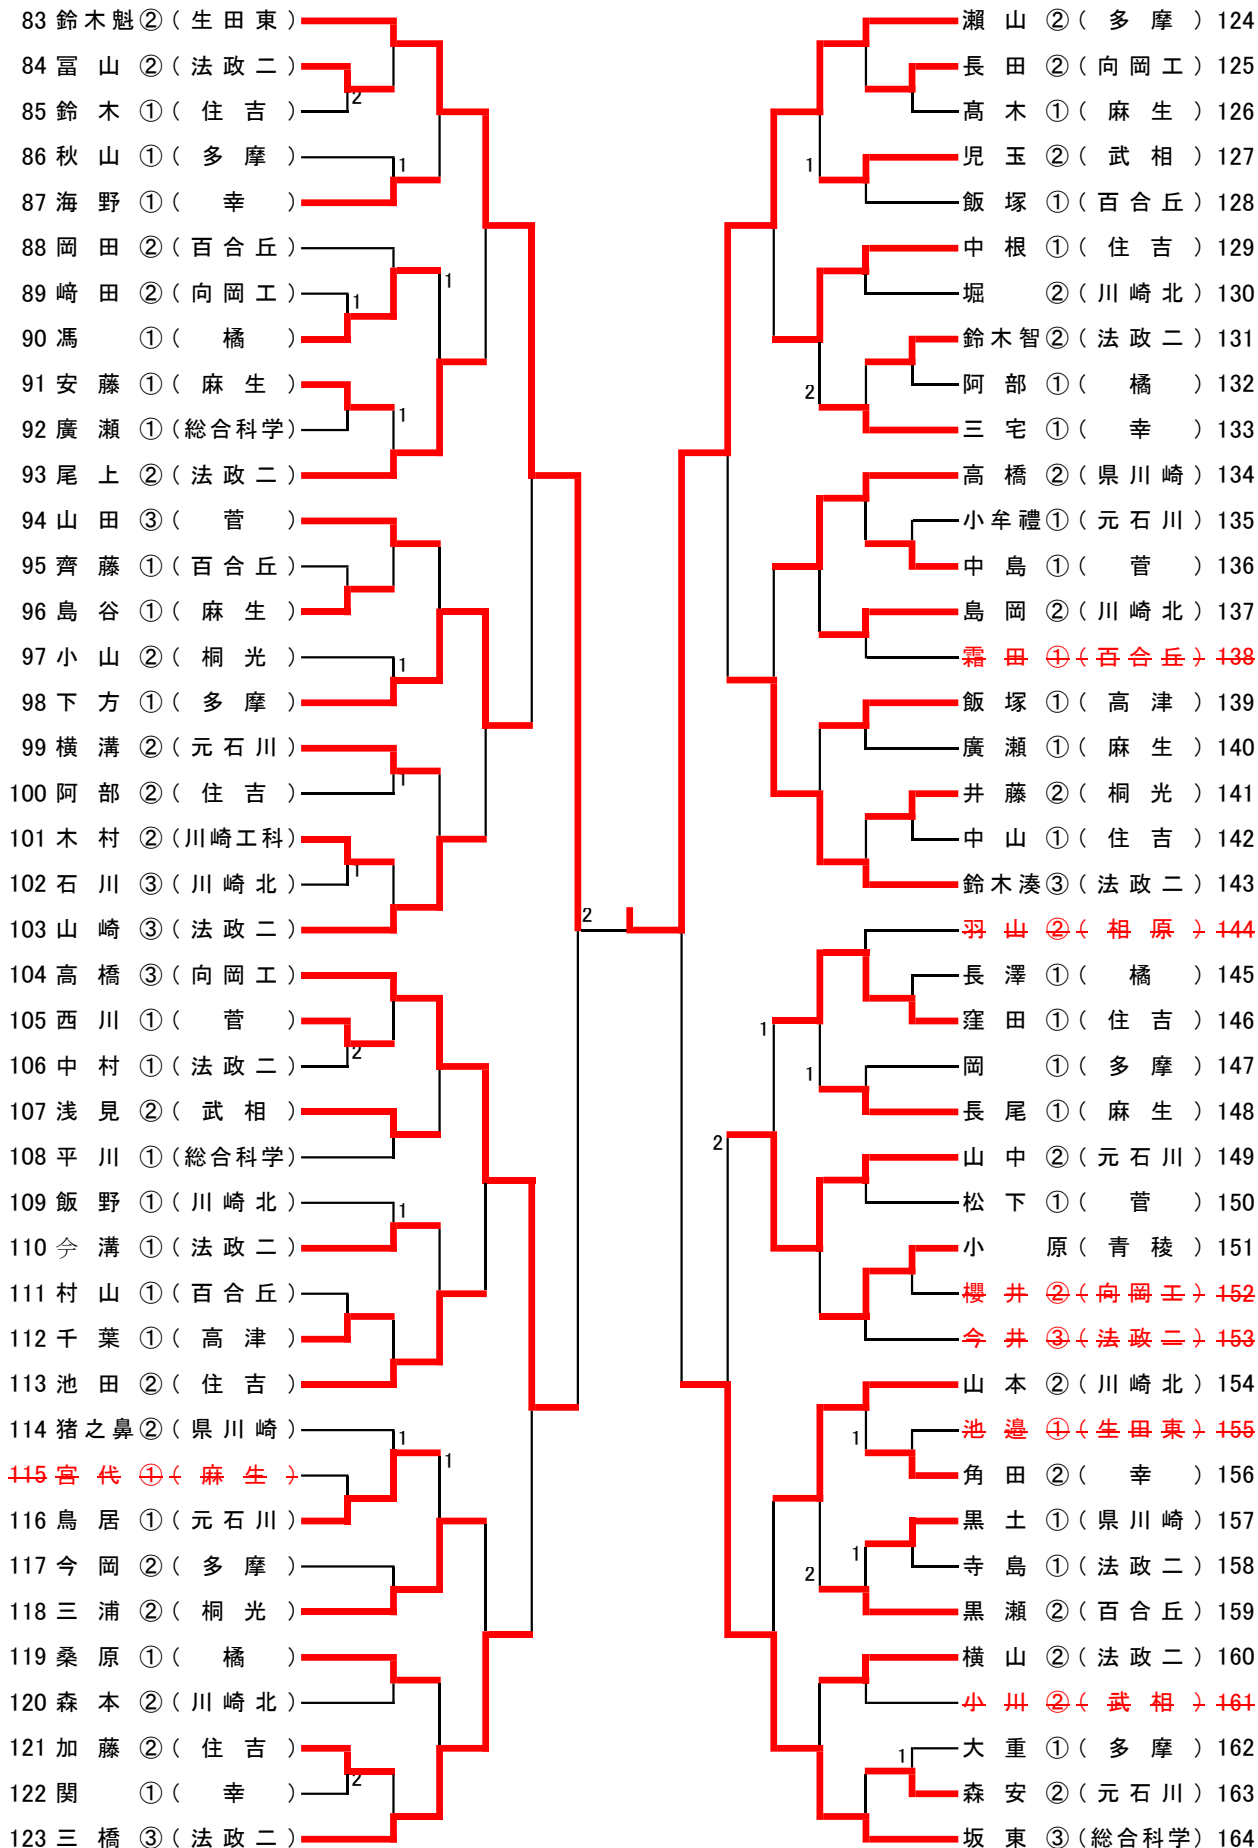 83 鈴木魁② ( 生田東 )
84 冨山 ② ( 法政二 )
2
85 鈴木 ① ( 住吉 )
86 秋山 ① ( 多摩 )
1
87 海野 ① ( 幸 )
88 岡田 ② ( 百合丘 )
1
89 﨑田 ② ( 向岡工 )
1
90 馮 ① ( 橘 )
91 安藤 ① ( 麻生 )
1
92 廣瀬 ① (総合科学)
93 尾上 ② ( 法政二 )
94 山田 ③ ( 菅 )
95 齊藤 ① ( 百合丘 )
96 島谷 ① ( 麻生 )
97 小山 ② ( 桐光 )
1
98 下方 ① ( 多摩 )
99 横溝 ② ( 元石川 )
1
100 阿部 ② ( 住吉 )
101 木村 ② (川崎工科)
1
102 石川 ③ ( 川崎北 )
103 山崎 ③ ( 法政二 )
2
104 高橋 ③ ( 向岡工 )
105 西川 ① ( 菅 )
2
106 中村 ① ( 法政二 )
107 浅見 ② ( 武相 )
108 平川 ① (総合科学)
109 飯野 ① ( 川崎北 )
1
110 溝 ① ( 法政二 )
111 村山 ① ( 百合丘 )
112 千葉 ① ( 高津 )
113 池田 ② ( 住吉 )
114 猪之鼻② ( 県川崎 )
1
1
115 宮代 ① ( 麻生 )
116 鳥居 ① ( 元石川 )
117 今岡 ② ( 多摩 )
118 三浦 ② ( 桐光 )
119 桑原 ① ( 橘 )
120 森本 ② ( 川崎北 )
121 加藤 ② ( 住吉 )
2
122 関 ① ( 幸 )
123 三橋 ③ ( 法政二 )
瀬山 ② ( 多摩 ) 124
長田 ② ( 向岡工 ) 125
髙木 ① ( 麻生 ) 126
1
児玉 ② ( 武相 ) 127
飯塚 ① ( 百合丘 ) 128
中根 ① ( 住吉 ) 129
堀 ② ( 川崎北 ) 130
鈴木智② ( 法政二 ) 131
2
阿部 ① ( 橘 ) 132
三宅 ① ( 幸 ) 133
高橋 ② ( 県川崎 ) 134
小牟禮① ( 元石川 ) 135
中島 ① ( 菅 ) 136
島岡 ② ( 川崎北 ) 137
霜田 ① ( 百合丘 ) 138
飯塚 ① ( 高津 ) 139
廣瀬 ① ( 麻生 ) 140
井藤 ② ( 桐光 ) 141
中山 ① ( 住吉 ) 142
鈴木湊③ ( 法政二 ) 143
羽山 ② ( 相原 ) 144
長澤 ① ( 橘 ) 145
窪田 ① ( 住吉 ) 146
1
岡 ① ( 多摩 ) 147
1
長尾 ① ( 麻生 ) 148
2
山中 ② ( 元石川 ) 149
松下 ① ( 菅 ) 150
小原 ( 青稜 ) 151
櫻井 ② ( 向岡工 ) 152
今井 ③ ( 法政二 ) 153
山本 ② ( 川崎北 ) 154
1
池邉 ① ( 生田東 ) 155
角田 ② ( 幸 ) 156
黒土 ① ( 県川崎 ) 157
1
寺島 ① ( 法政二 ) 158
2
黒瀬 ② ( 百合丘 ) 159
横山 ② ( 法政二 ) 160
小川 ② ( 武相 ) 161
1
大重 ① ( 多摩 ) 162
森安 ② ( 元石川 ) 163
坂東 ③ (総合科学) 164